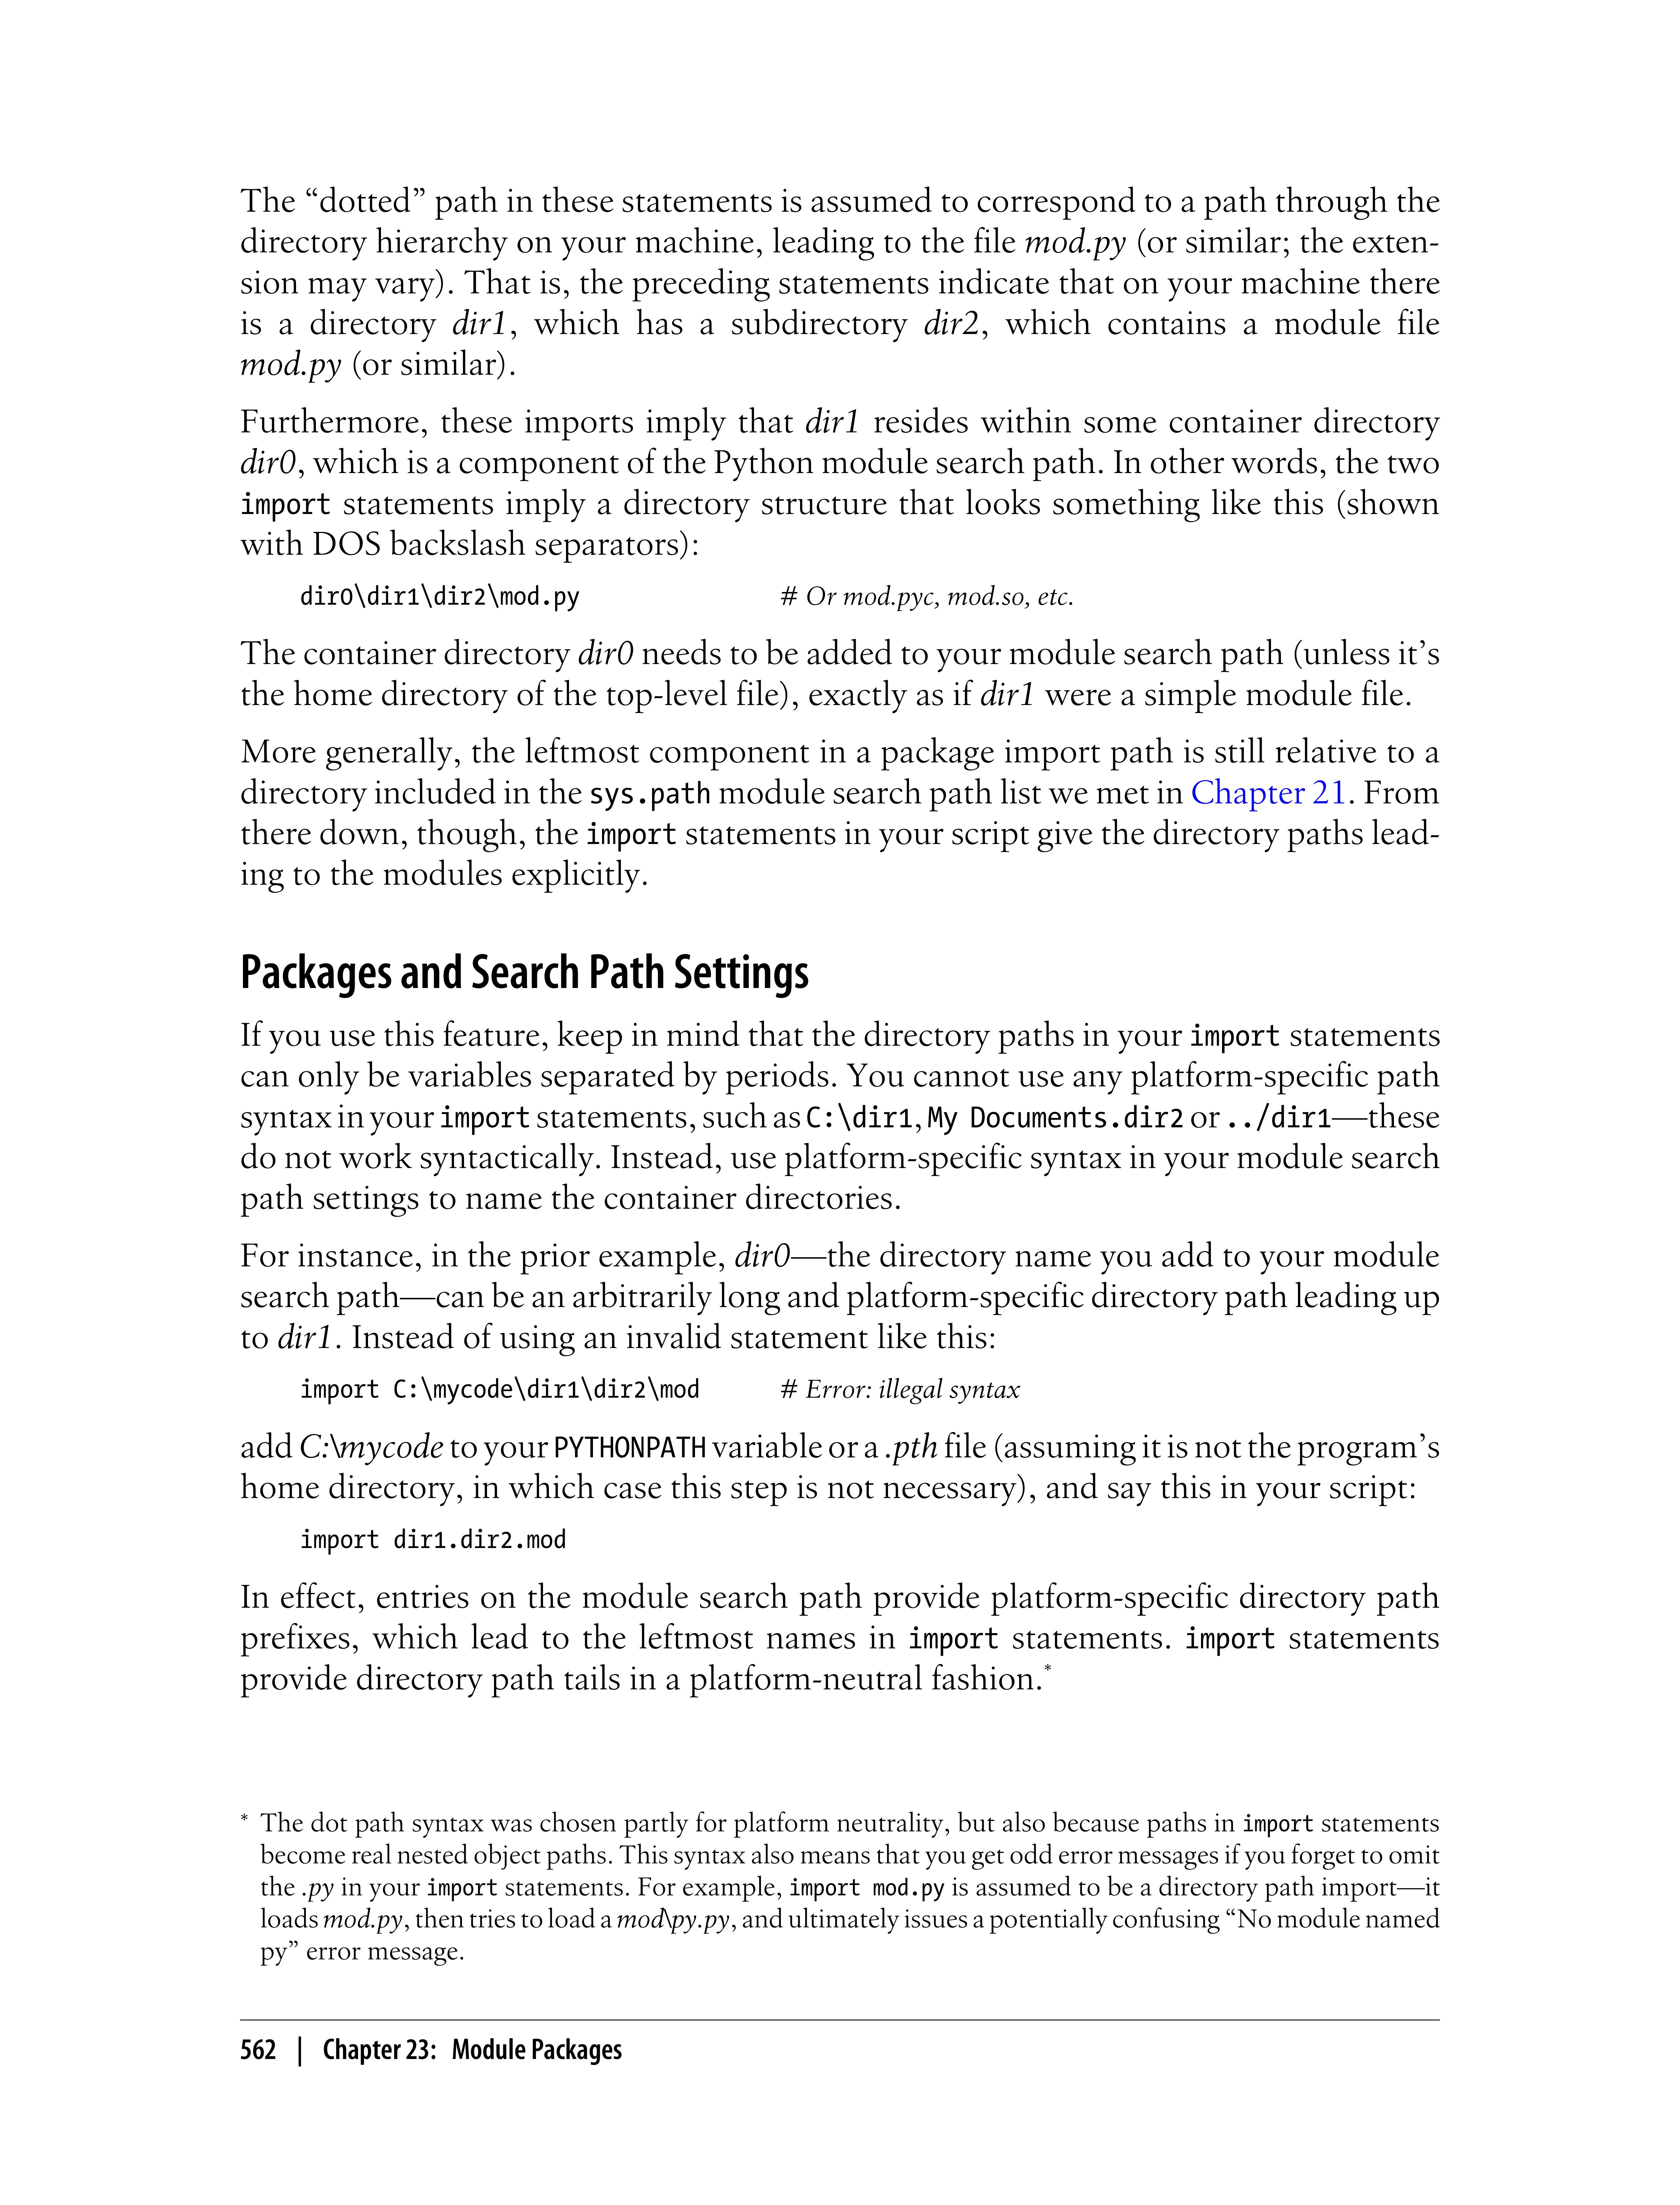 The “dotted” path in these statements is assumed to correspond to a path through the
directory hierarchy on your machine, leading to the file mod.py (or similar; the exten-
sion may vary). That is, the preceding statements indicate that on your machine there
is a directory dir1, which has a subdirectory dir2, which contains a module file
mod.py (or similar).
Furthermore, these imports imply that dir1 resides within some container directory
dir0, which is a component of the Python module search path. In other words, the two
import statements imply a directory structure that looks something like this (shown
with DOS backslash separators):
dir0\dir1\dir2\mod.py # Or mod.pyc, mod.so, etc.
The container directory dir0 needs to be added to your module search path (unless it’s
the home directory of the top-level file), exactly as if dir1 were a simple module file.
More generally, the leftmost component in a package import path is still relative to a
directory included in the sys.path module search path list we met in Chapter 21. From
there down, though, the import statements in your script give the directory paths lead-
ing to the modules explicitly.
Packages and Search Path Settings
If you use this feature, keep in mind that the directory paths in your import statements
can only be variables separated by periods. You cannot use any platform-specific path
syntax in your import statements, such as C:\dir1, My Documents.dir2 or ../dir1—these
do not work syntactically. Instead, use platform-specific syntax in your module search
path settings to name the container directories.
For instance, in the prior example, dir0—the directory name you add to your module
search path—can be an arbitrarily long and platform-specific directory path leading up
to dir1. Instead of using an invalid statement like this:
import C:\mycode\dir1\dir2\mod # Error: illegal syntax
add C:\mycode to your PYTHONPATH variable or a .pth file (assuming it is not the program’s
home directory, in which case this step is not necessary), and say this in your script:
import dir1.dir2.mod
In effect, entries on the module search path provide platform-specific directory path
prefixes, which lead to the leftmost names in import statements. import statements
provide directory path tails in a platform-neutral fashion.*
* The dot path syntax was chosen partly for platform neutrality, but also because paths in import statements
become real nested object paths. This syntax also means that you get odd error messages if you forget to omit
the .py in your import statements. For example, import mod.py is assumed to be a directory path import—it
loads mod.py, then tries to load a mod\py.py, and ultimately issues a potentially confusing “No module named
py” error message.
562 | Chapter 23: Module Packages